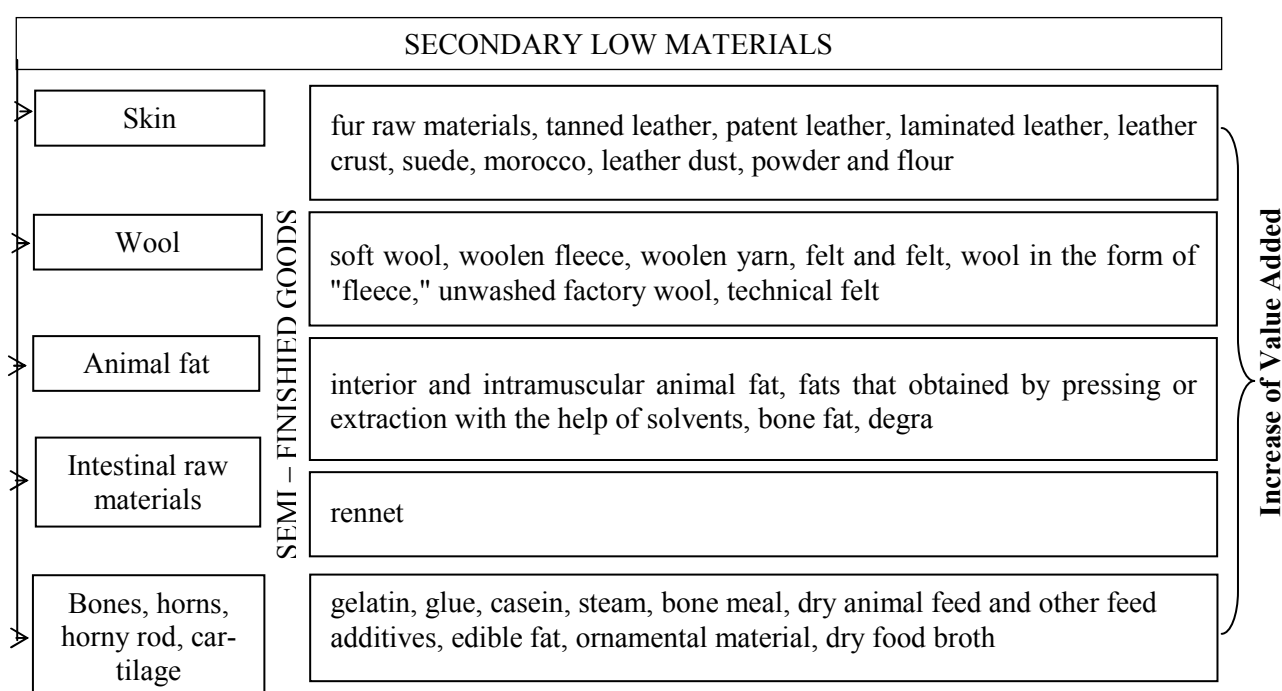 SECONDARY LOW MATERIALS
Skin
fur raw materials, tanned leather, patent leather, laminated leather, leather
crust, suede, morocco, leather dust, powder and flour
Wool
soft wool, woolen fleece, woolen yarn, felt and felt, wool in the form of
"fleece," unwashed factory wool, technical felt
Animal fat
interior and intramuscular animal fat, fats that obtained by pressing or
extraction with the help of solvents, bone fat, degra
Intestinal raw
materials
rennet
Bones, horns,
horny rod, car-
tilage
gelatin, glue, casein, steam, bone meal, dry animal feed and other feed
additives, edible fat, ornamental material, dry food broth
SEMI – FINISHIED GOODS
Increase of Value Added